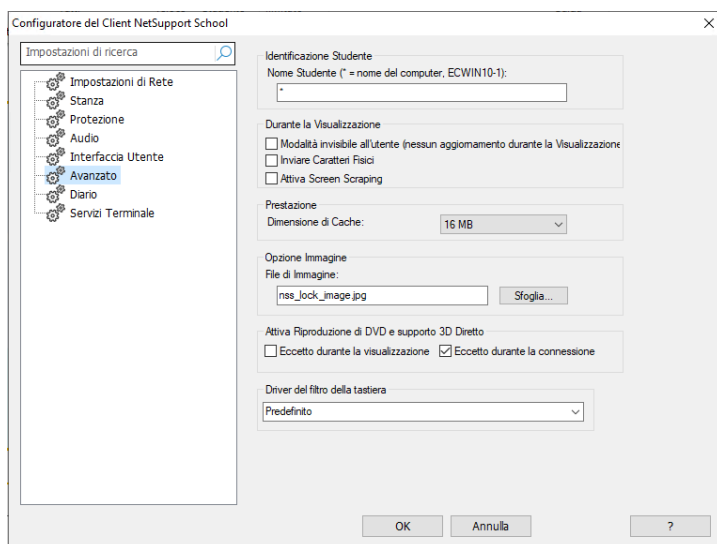 Configuratore del Client NetSupport School
Impostazioni di ricerca
Impostazioni di Rete
Stanza
Protezione
Audio
Interfaccia Utente
Avanzato
Diario
Servizi Terminale
Identificazione Studente
Nome Studente (* = nome del computer, ECWIN10-1):
*
Durante la Visualizzazione
Modalità invisibile all'utente (nessun aggiornamento durante la Visualizzazione
Inviare Caratteri Fisici
Attiva Screen Scraping
Prestazione
Dimensione di Cache:
16 MB
Opzione Immagine
File di Immagine:
nss_lock_image.jpg
Sfoglia...
Attiva Riproduzione di DVD e supporto 3D Diretto
Eccetto durante la visualizzazione
Eccetto durante la connessione
Driver del filtro della tastiera
Predefinito
OK
Annulla
?